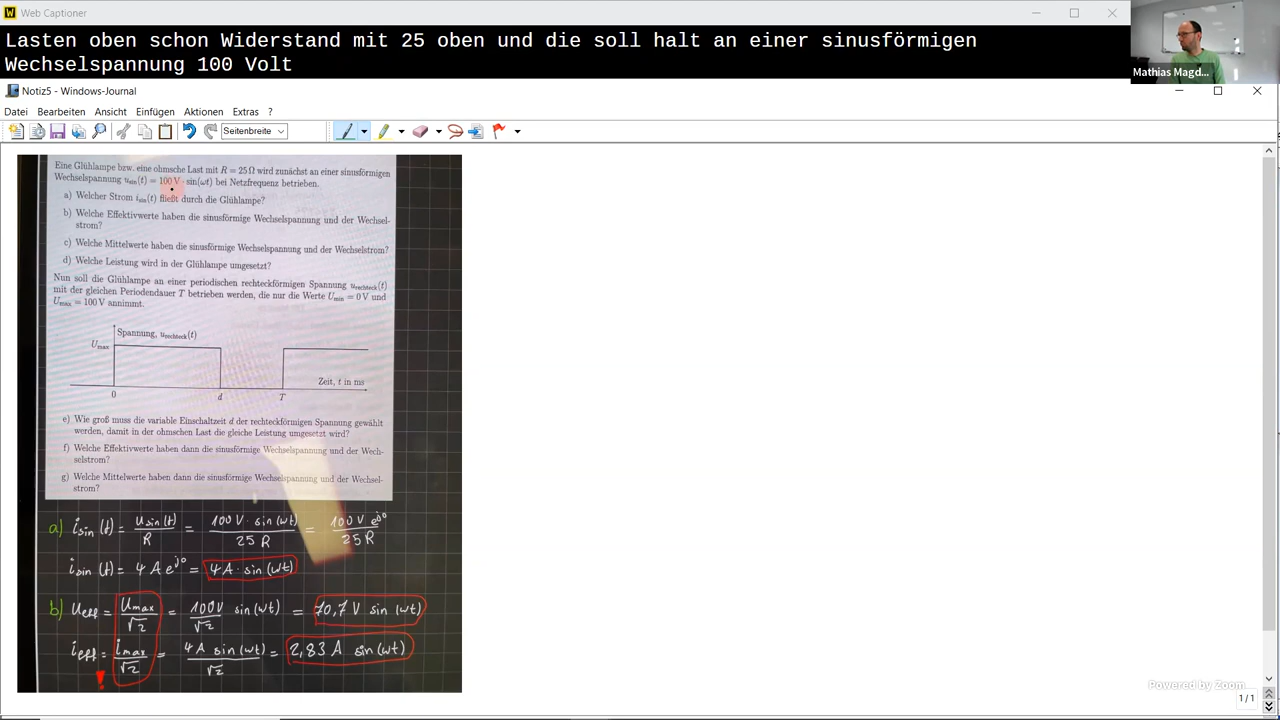 Web Captioner
Lasten oben schon Widerstand mit 25 oben und die soll halt an einer sinusförmigen
Wechselspannung 100 Volt
Mathias Magd...
Notiz5 - Windows-Journal
Datei Bearbeiten Ansicht Einfügen Aktionen Extras ?
Seitenbreite
Eine Glühlampe bzw. eine ohmsche Last mit R = 25 Ω wird zunächst an einer sinusförmigen
Wechselspannung u_sin(t) = 100 V · sin(ωt) bei Netzfrequenz betrieben.
a) Welcher Strom i_sin(t) fließt durch die Glühlampe?
b) Welche Effektivwerte haben die sinusförmige Wechselspannung und der Wechsel-
strom?
c) Welche Mittelwerte haben die sinusförmige Wechselspannung und der Wechselstrom?
d) Welche Leistung wird in der Glühlampe umgesetzt?
Nun soll die Glühlampe an einer periodischen rechteckförmigen Spannung u_rechteck(t)
mit der gleichen Periodendauer T betrieben werden, die nur die Werte U_min = 0 V und
U_max = 100 V annimmt.
Spannung, u_rechteck(t)
U_max
Zeit, t in ms
0 d T
e) Wie groß muss die variable Einschaltzeit d der rechteckförmigen Spannung gewählt
werden, damit in der ohmschen Last die gleiche Leistung umgesetzt wird?
f) Welche Effektivwerte haben dann die sinusförmige Wechselspannung und der Wech-
selstrom?
g) Welche Mittelwerte haben dann die sinusförmige Wechselspannung und der Wechsel-
strom?
a) i_sin (t) = u_sin(t)/R = 100 V · sin(ωt)/25 R = 100 V e^j0/25 R
i_sin (t) = 4 A e^j0 = 4 A · sin(ωt)
b) U_eff = U_max/√2 = 100V/√2 sin(ωt) = 70,7 V sin(ωt)
i_eff = i_max/√2 = 4 A sin(ωt)/√2 = 2,83 A sin(ωt)
!
Powered by Zoom
1 / 1